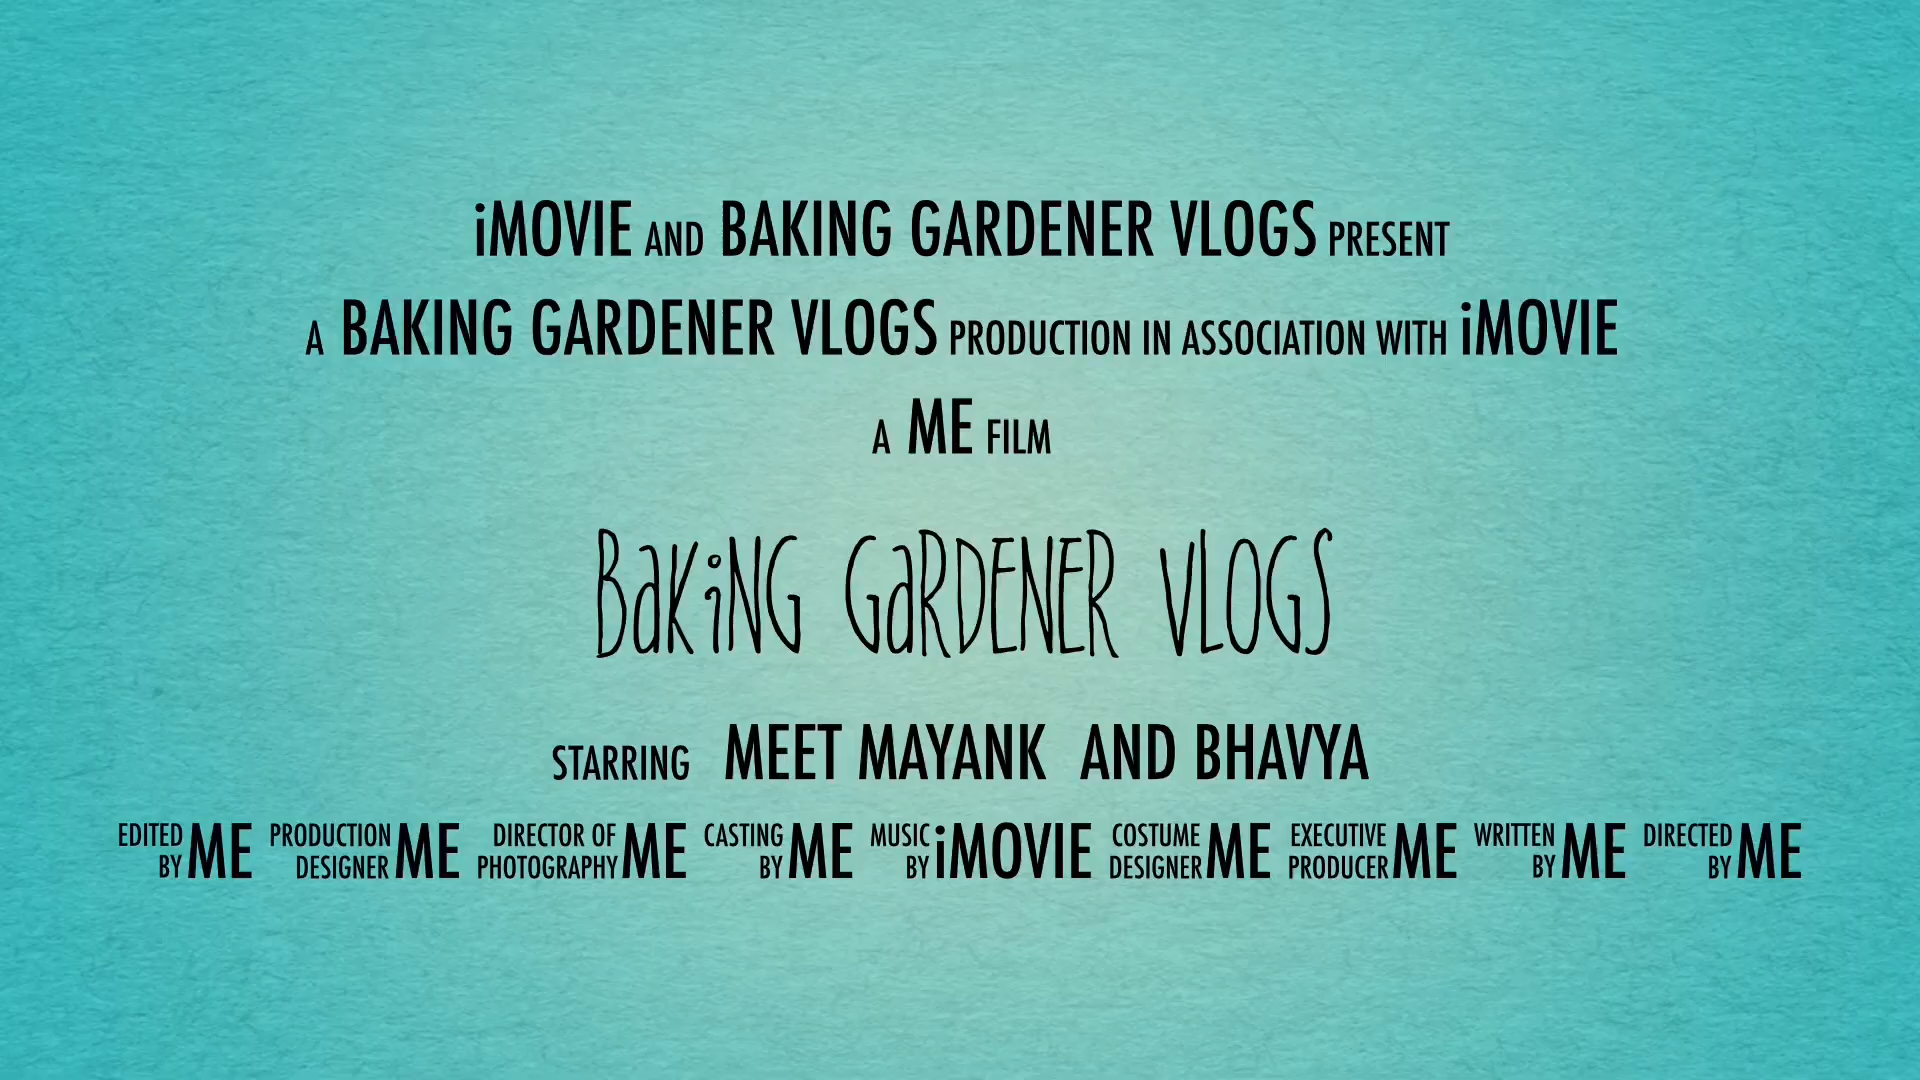 iMOVIE AND BAKING GARDENER VLOGS PRESENT
A BAKING GARDENER VLOGS PRODUCTION IN ASSOCIATION WITH iMOVIE
A ME FILM
BaKiNG GaRDENER VLOGS
STARRING MEET MAYANK AND BHAVYA
EDITED BY ME PRODUCTION DESIGNER ME DIRECTOR OF PHOTOGRAPHY ME CASTING BY ME MUSIC BY iMOVIE COSTUME DESIGNER ME EXECUTIVE PRODUCER ME WRITTEN BY ME DIRECTED BY ME